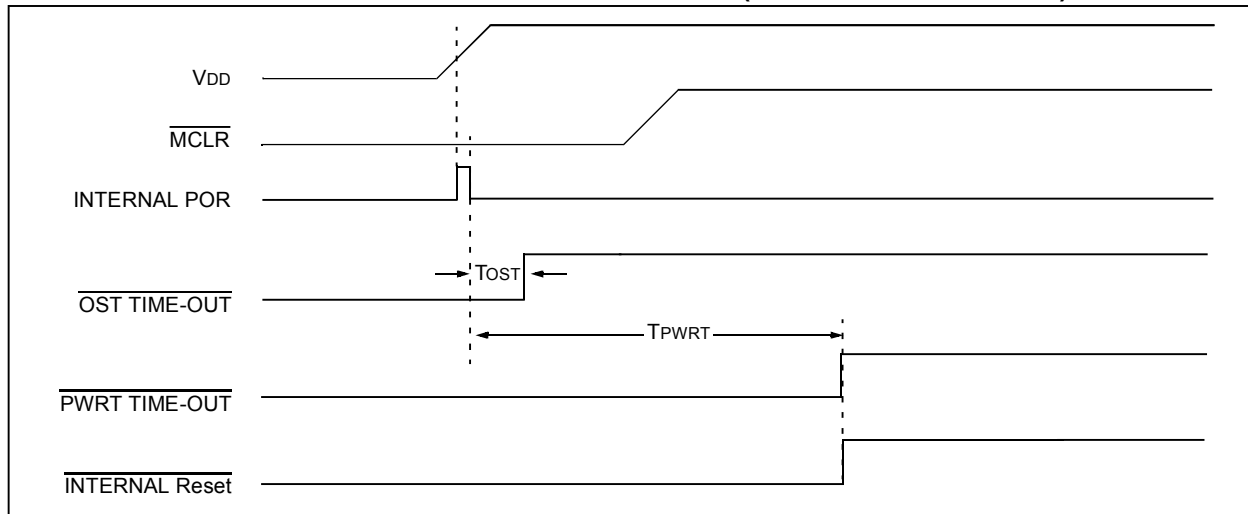 VDD
MCLR
INTERNAL POR
TOST
OST TIME-OUT
TPWRT
PWRT TIME-OUT
INTERNAL Reset